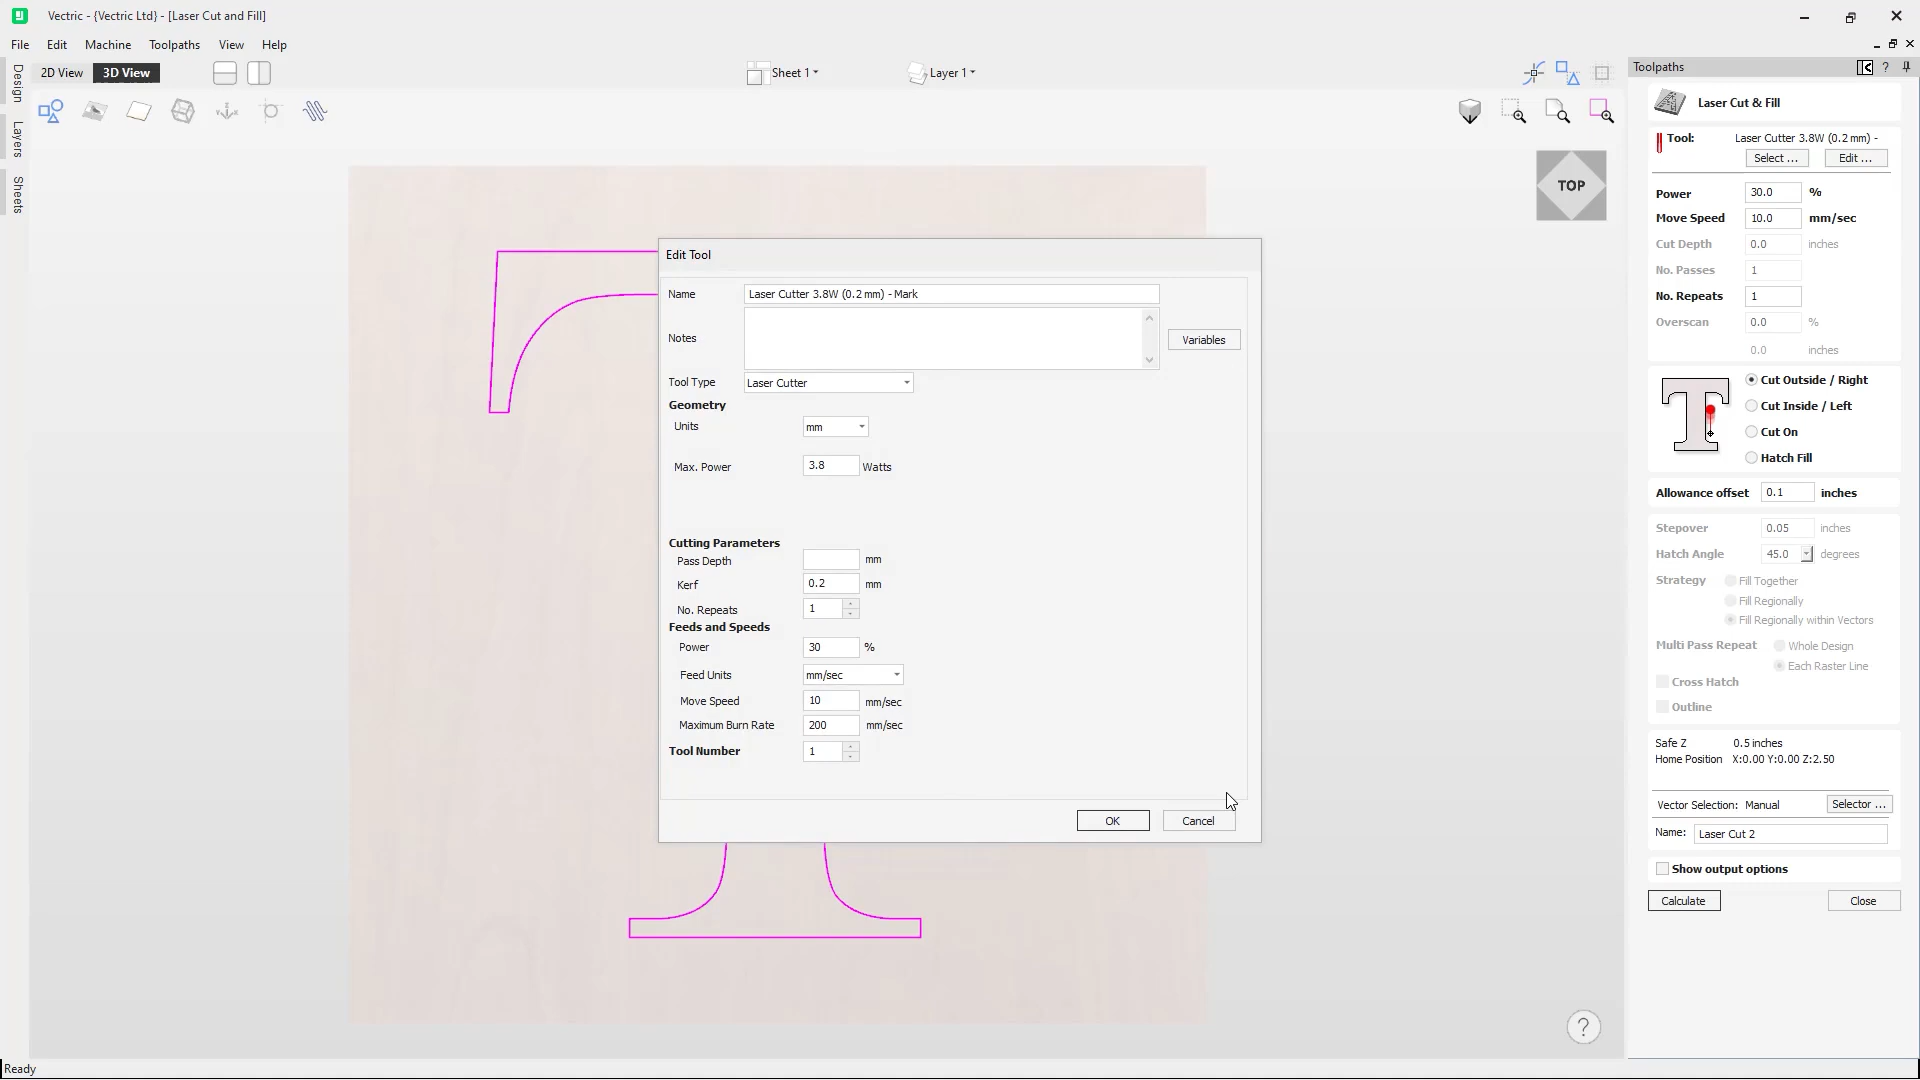 Vectric - {Vectric Ltd} - [Laser Cut and Fill]
File Edit Machine Toolpaths View Help
2D View 3D View Sheet 1 Layer 1
Design
Layers
Sheets
TOP
Edit Tool
Name Laser Cutter 3.8W (0.2 mm) - Mark
Notes
Variables
Tool Type Laser Cutter
Geometry
Units mm
Max. Power 3.8 Watts
Cutting Parameters
Pass Depth mm
Kerf 0.2 mm
No. Repeats 1
Feeds and Speeds
Power 30 %
Feed Units mm/sec
Move Speed 10 mm/sec
Maximum Burn Rate 200 mm/sec
Tool Number 1
OK Cancel
Toolpaths ?
Laser Cut & Fill
Tool: Laser Cutter 3.8W (0.2 mm) -
Select ... Edit ...
Power 30.0 %
Move Speed 10.0 mm/sec
Cut Depth 0.0 inches
No. Passes 1
No. Repeats 1
Overscan 0.0 %
0.0 inches
Cut Outside / Right
Cut Inside / Left
Cut On
Hatch Fill
Allowance offset 0.1 inches
Stepover 0.05 inches
Hatch Angle 45.0 degrees
Strategy Fill Together
Fill Regionally
Fill Regionally within Vectors
Multi Pass Repeat Whole Design
Each Raster Line
Cross Hatch
Outline
Safe Z 0.5 inches
Home Position X:0.00 Y:0.00 Z:2.50
Vector Selection: Manual Selector ...
Name: Laser Cut 2
Show output options
Calculate Close
?
Ready